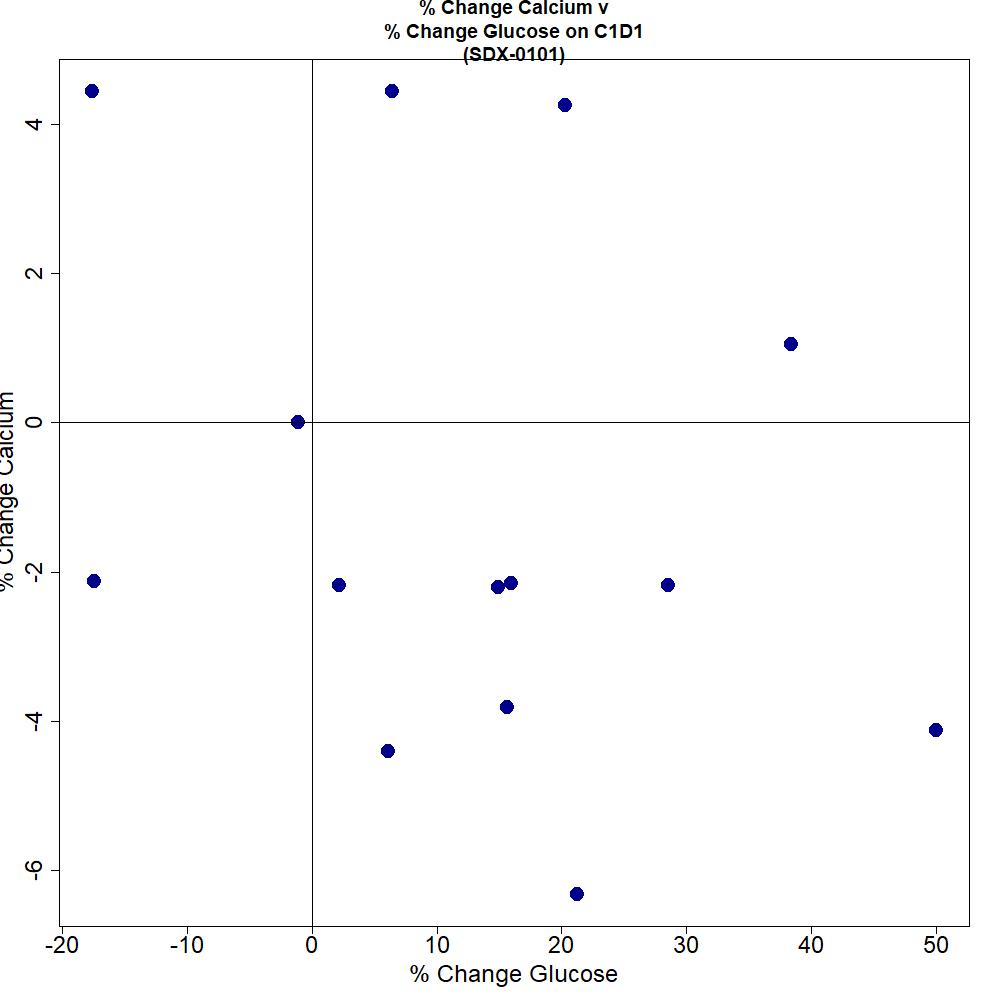 % Change Calcium v
% Change Glucose on C1D1
(SDX-0101)
% Change Calcium
4
2
0
-2
-4
-6
-20 -10 0 10 20 30 40 50
% Change Glucose